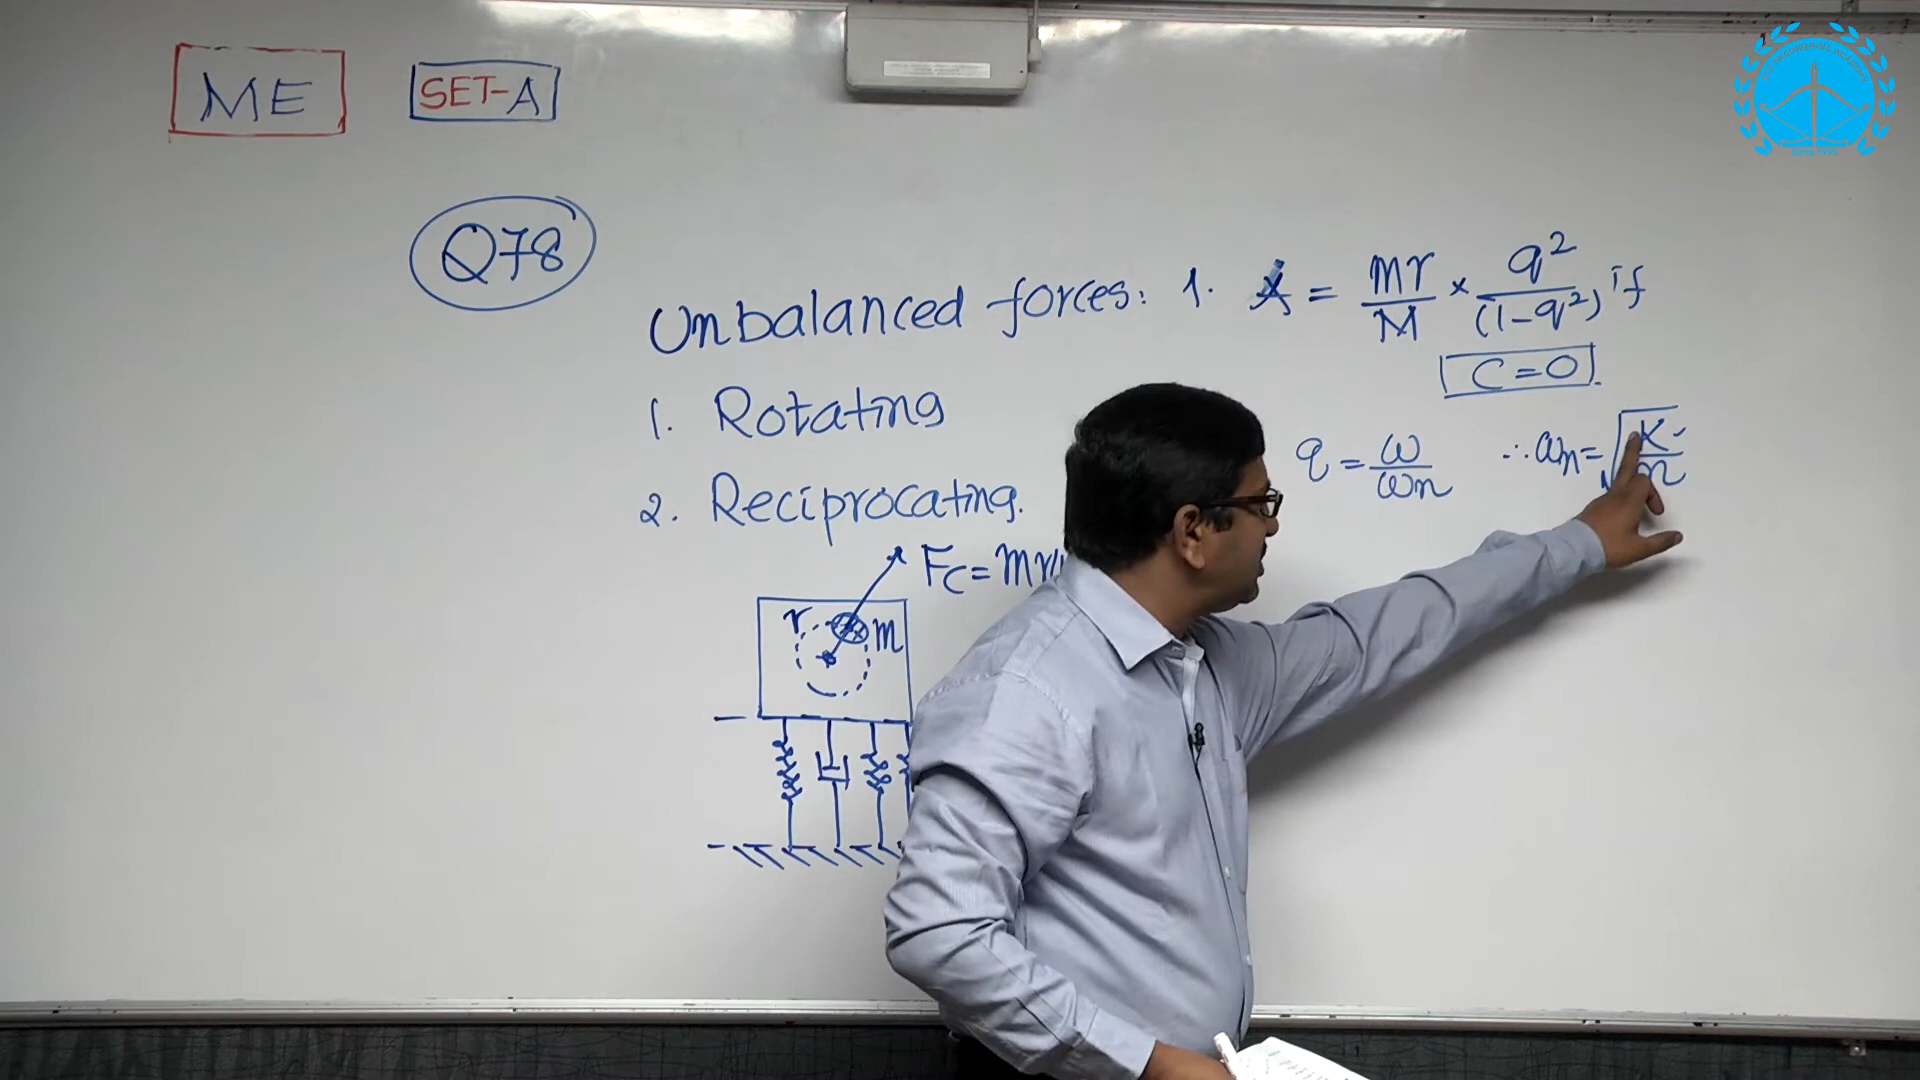 ME SET-A
Q78
Unbalanced forces: 1. A = mr/M × q²/(1-q²) if
C=0
1. Rotating
q = ω/ωn ∴ ωn = √K/m
2. Reciprocating.
Fc = mr
r m